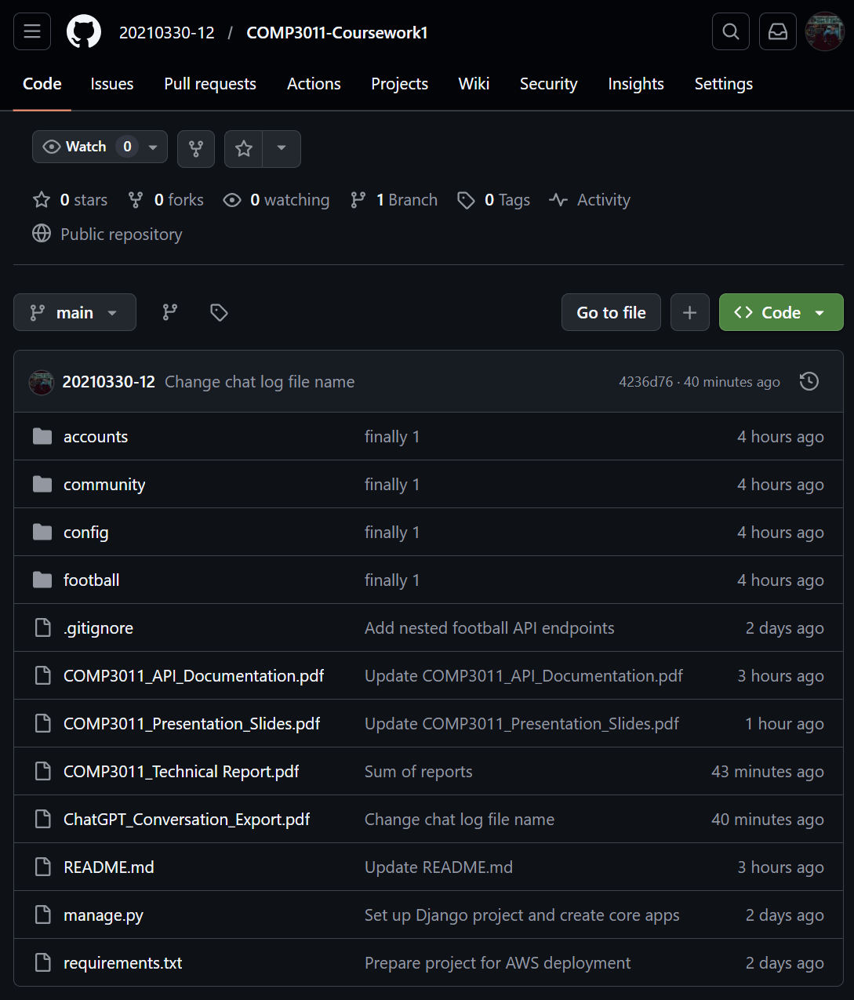 20210330-12 / COMP3011-Coursework1
Code Issues Pull requests Actions Projects Wiki Security Insights Settings
Watch 0
0 stars 0 forks 0 watching 1 Branch 0 Tags Activity
Public repository
main Go to file Code
20210330-12 Change chat log file name 4236d76 · 40 minutes ago
accounts finally 1 4 hours ago
community finally 1 4 hours ago
config finally 1 4 hours ago
football finally 1 4 hours ago
.gitignore Add nested football API endpoints 2 days ago
COMP3011_API_Documentation.pdf Update COMP3011_API_Documentation.pdf 3 hours ago
COMP3011_Presentation_Slides.pdf Update COMP3011_Presentation_Slides.pdf 1 hour ago
COMP3011_Technical Report.pdf Sum of reports 43 minutes ago
ChatGPT_Conversation_Export.pdf Change chat log file name 40 minutes ago
README.md Update README.md 3 hours ago
manage.py Set up Django project and create core apps 2 days ago
requirements.txt Prepare project for AWS deployment 2 days ago